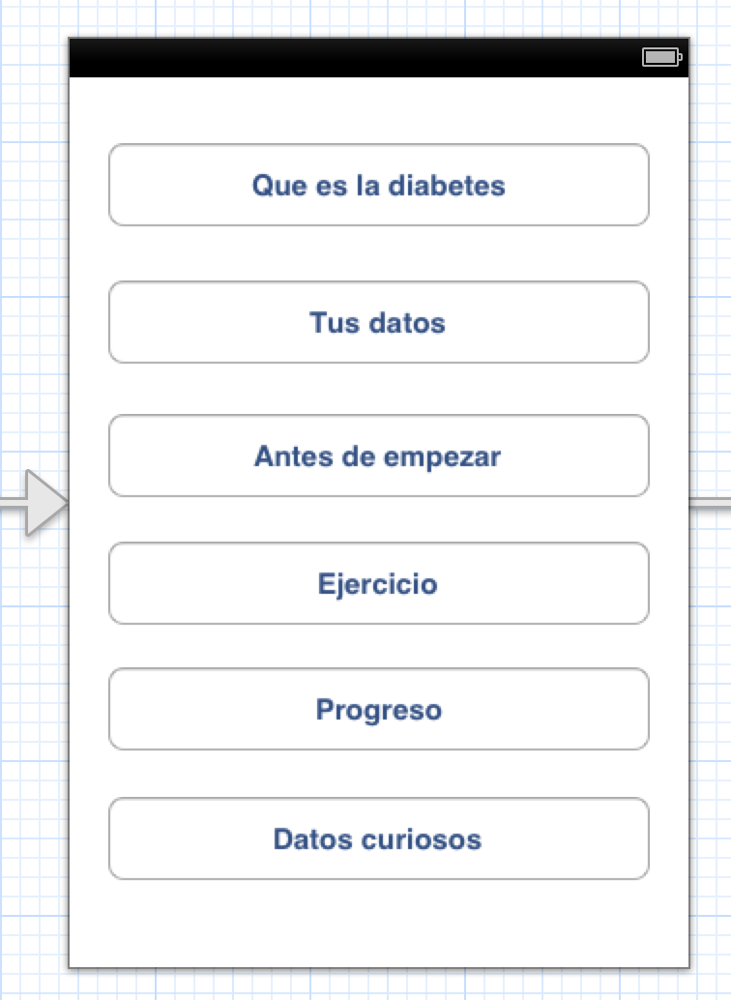 Que es la diabetes
Tus datos
Antes de empezar
Ejercicio
Progreso
Datos curiosos